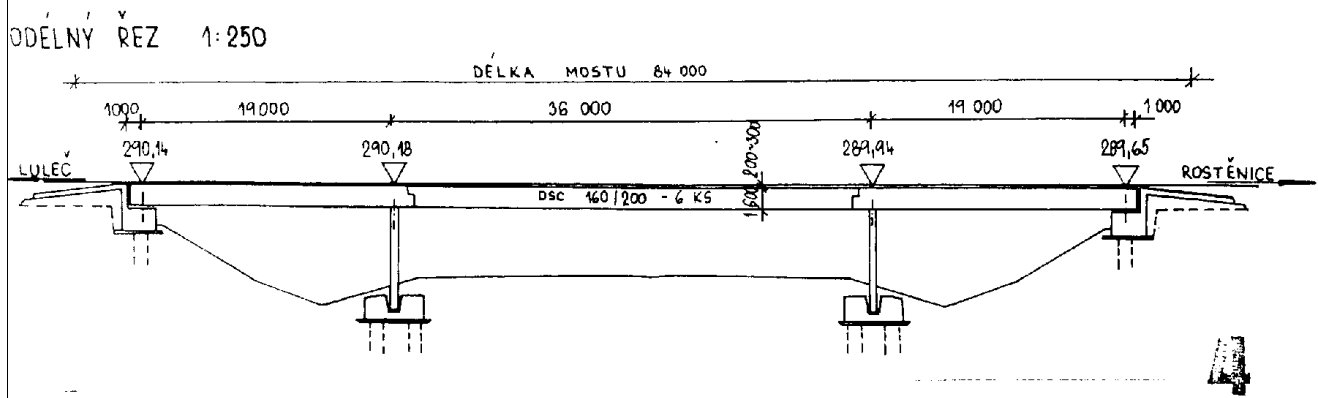 ODÉLNÝ ŘEZ 1:250
DÉLKA MOSTU 84 000
1000 19 000 36 000 19 000 1 000
290,14 290,18 200-300 289,94 289,65
LULEČ ROSTĚNICE
DSC 160/200 - 6 KS 1600
4